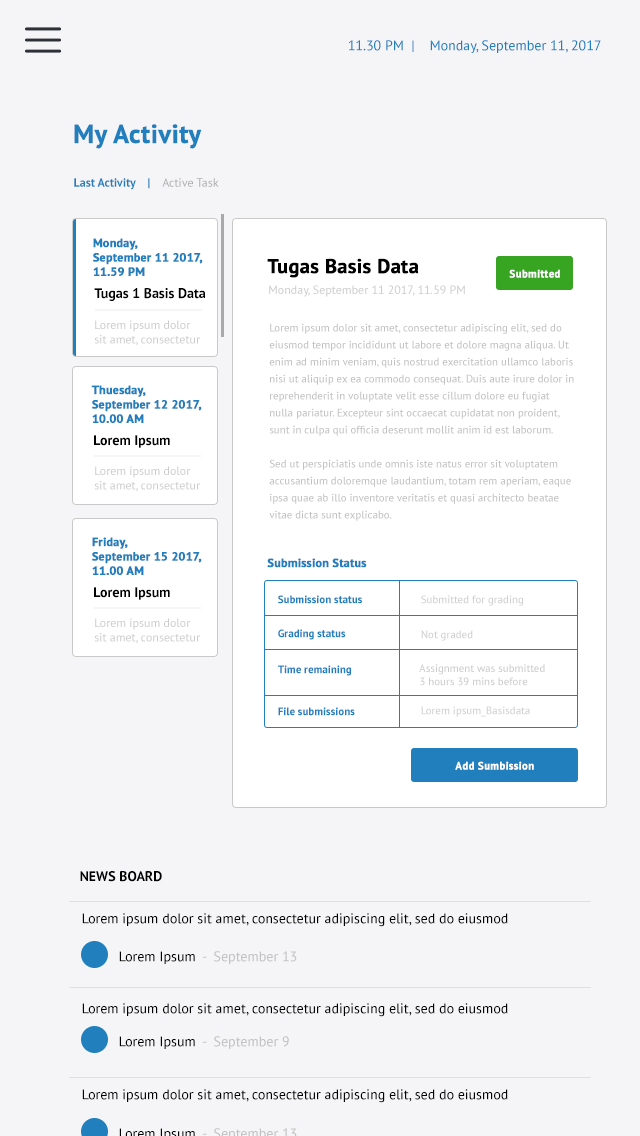 11.30 PM | Monday, September 11, 2017
My Activity
Last Activity | Active Task
Monday,
September 11 2017,
11.59 PM
Tugas 1 Basis Data
Lorem ipsum dolor
sit amet, consectetur
Thuesday,
September 12 2017,
10.00 AM
Lorem Ipsum
Lorem ipsum dolor
sit amet, consectetur
Friday,
September 15 2017,
11.00 AM
Lorem Ipsum
Lorem ipsum dolor
sit amet, consectetur
Tugas Basis Data
Submitted
Monday, September 11 2017, 11.59 PM
Lorem ipsum dolor sit amet, consectetur adipiscing elit, sed do
eiusmod tempor incididunt ut labore et dolore magna aliqua. Ut
enim ad minim veniam, quis nostrud exercitation ullamco laboris
nisi ut aliquip ex ea commodo consequat. Duis aute irure dolor in
reprehenderit in voluptate velit esse cillum dolore eu fugiat
nulla pariatur. Excepteur sint occaecat cupidatat non proident,
sunt in culpa qui officia deserunt mollit anim id est laborum.
Sed ut perspiciatis unde omnis iste natus error sit voluptatem
accusantium doloremque laudantium, totam rem aperiam, eaque
ipsa quae ab illo inventore veritatis et quasi architecto beatae
vitae dicta sunt explicabo.
Submission Status
Submission status Submitted for grading
Grading status Not graded
Time remaining Assignment was submitted
3 hours 39 mins before
File submissions Lorem ipsum_Basisdata
Add Sumbission
NEWS BOARD
Lorem ipsum dolor sit amet, consectetur adipiscing elit, sed do eiusmod
Lorem Ipsum - September 13
Lorem ipsum dolor sit amet, consectetur adipiscing elit, sed do eiusmod
Lorem Ipsum - September 9
Lorem ipsum dolor sit amet, consectetur adipiscing elit, sed do eiusmod
Lorem Ipsum - September 13